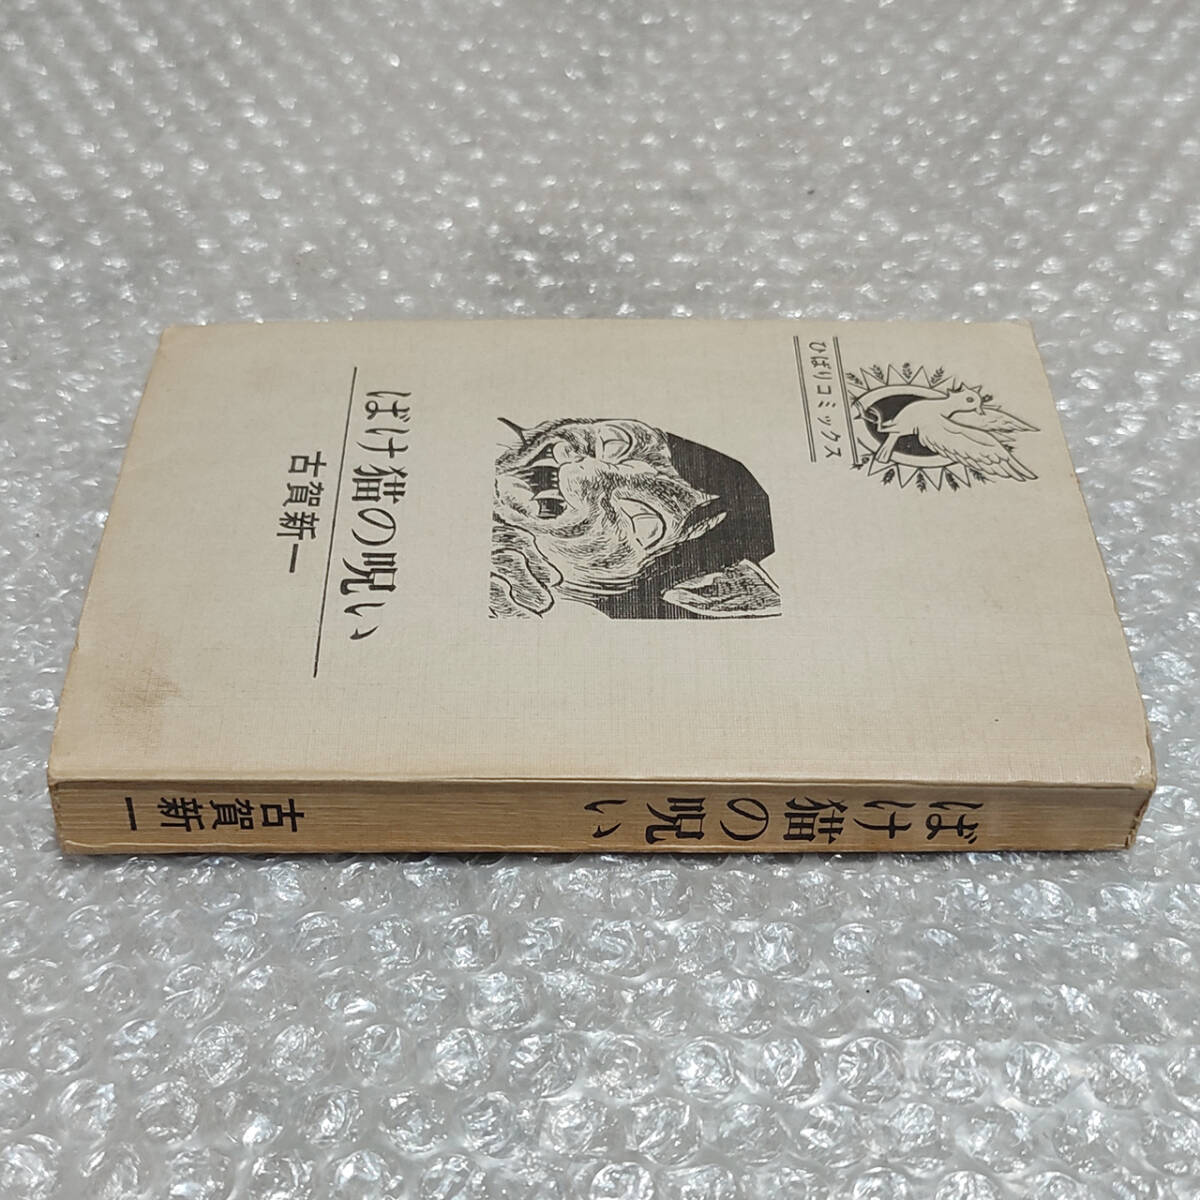 ひばりコミックス
ばけ猫の呪い
古賀新一
ばけ猫の呪い
古賀新一